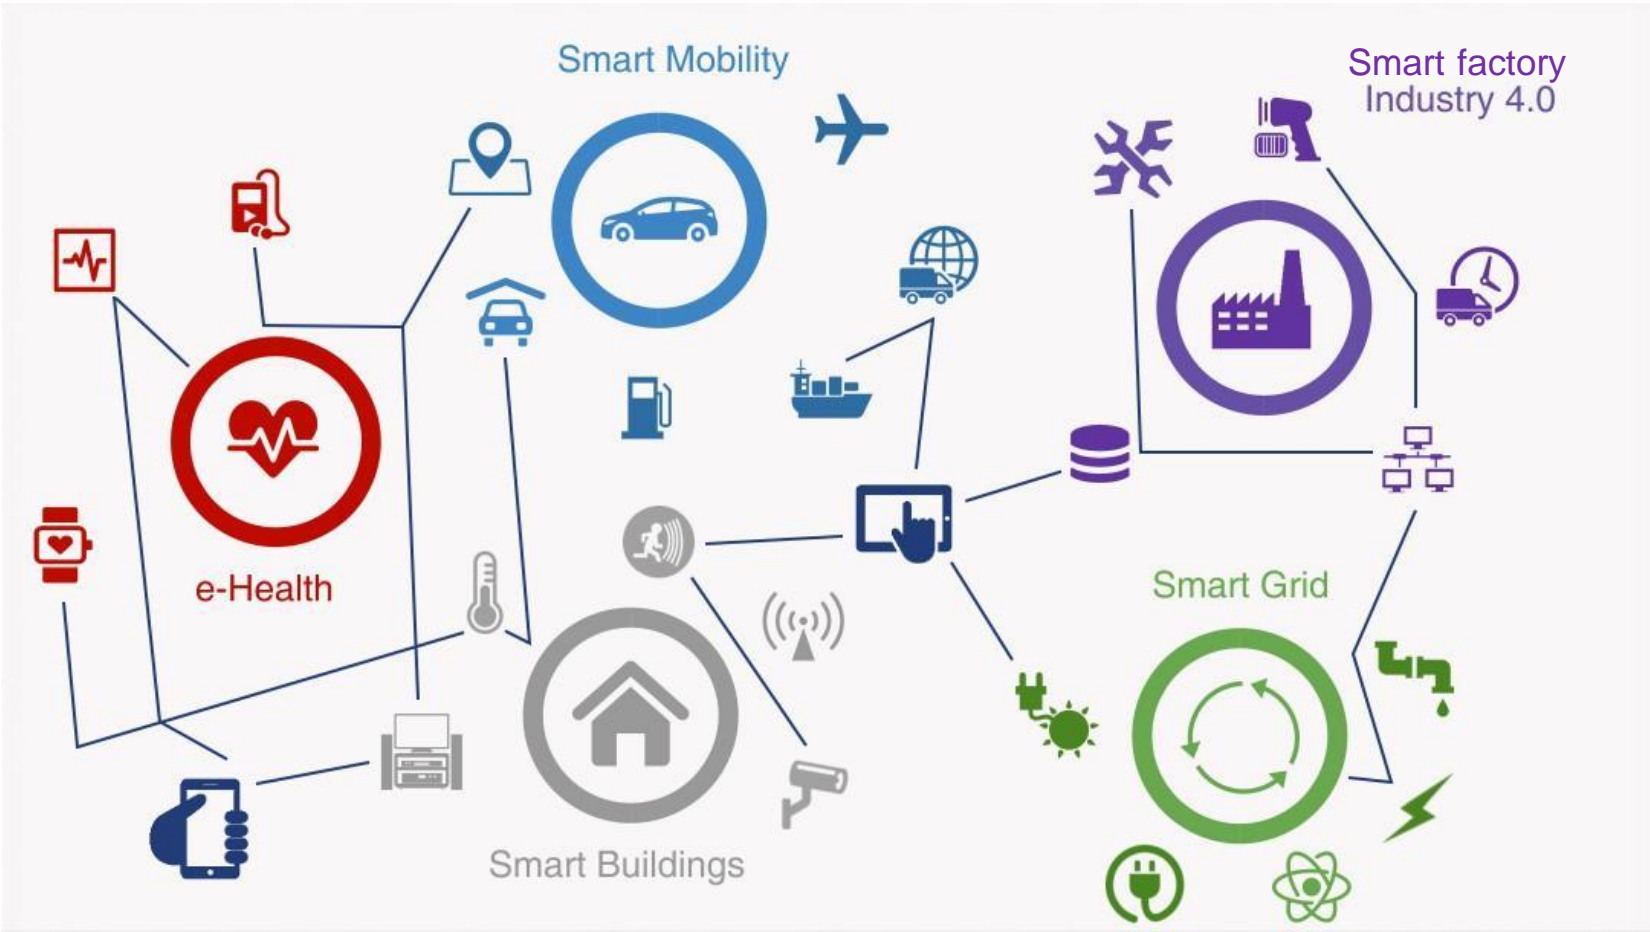 Smart Mobility
Smart factory
Industry 4.0
e-Health
Smart Grid
Smart Buildings